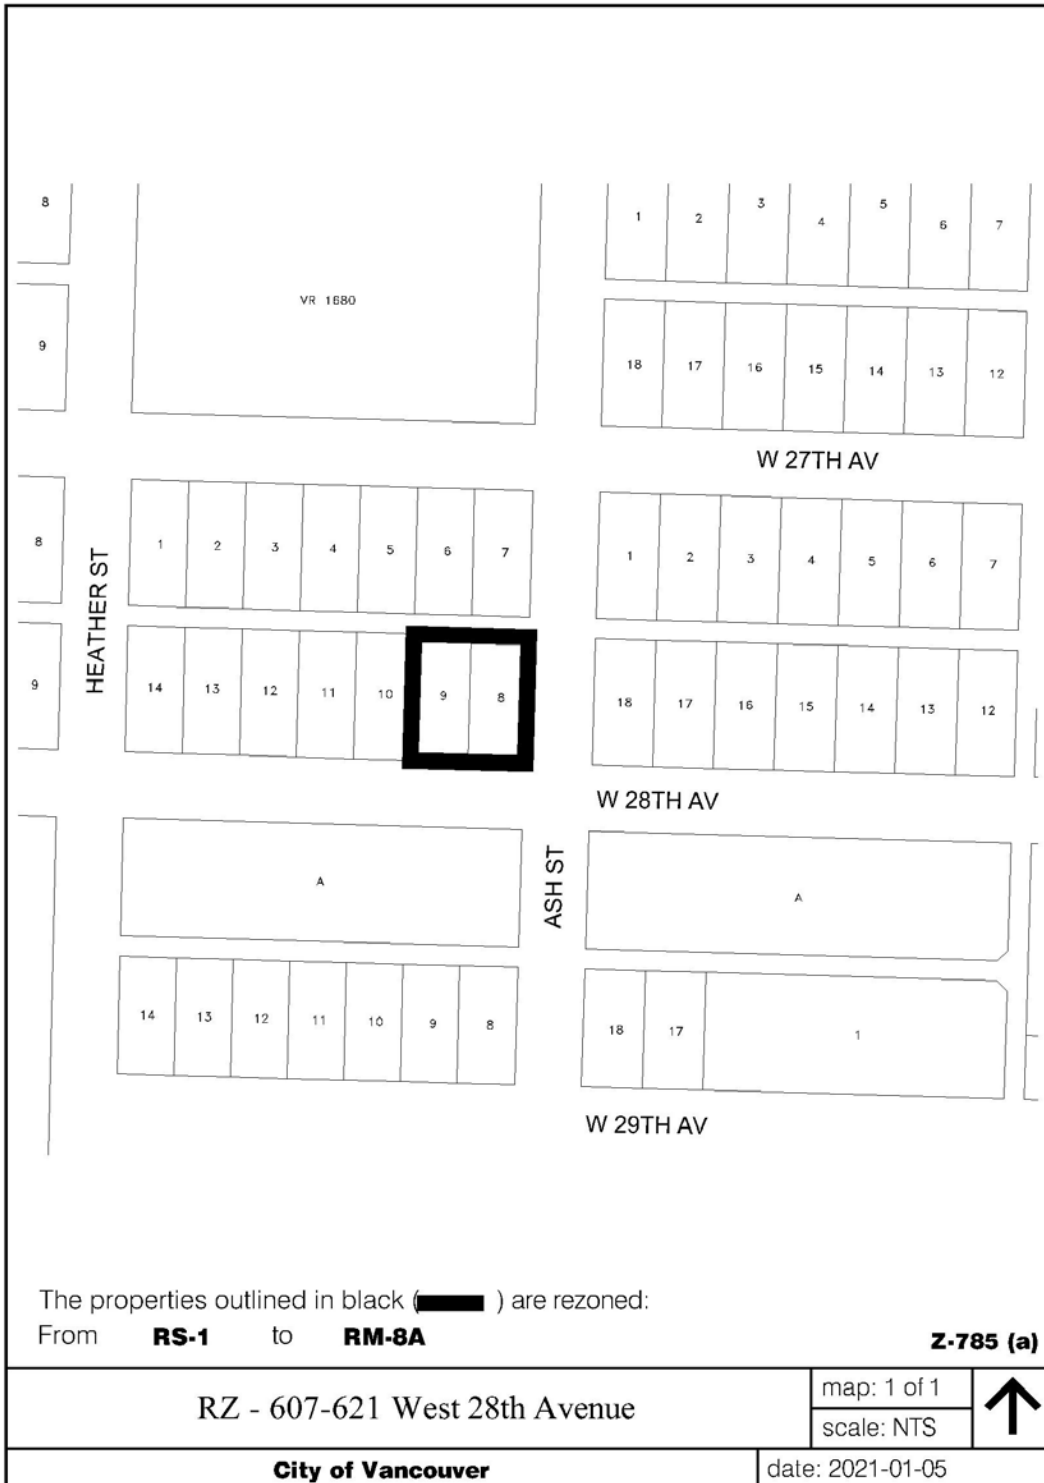 8 1 2 3 4 5 6 7
VR 1680
9 18 17 16 15 14 13 12
W 27TH AV
8 1 2 3 4 5 6 7 1 2 3 4 5 6 7
HEATHER ST
9 14 13 12 11 10 9 8 18 17 16 15 14 13 12
W 28TH AV
A ASH ST A
14 13 12 11 10 9 8 18 17 1
W 29TH AV
The properties outlined in black ( ) are rezoned:
From RS-1 to RM-8A
Z-785 (a)
RZ - 607-621 West 28th Avenue
map: 1 of 1
scale: NTS
City of Vancouver
date: 2021-01-05